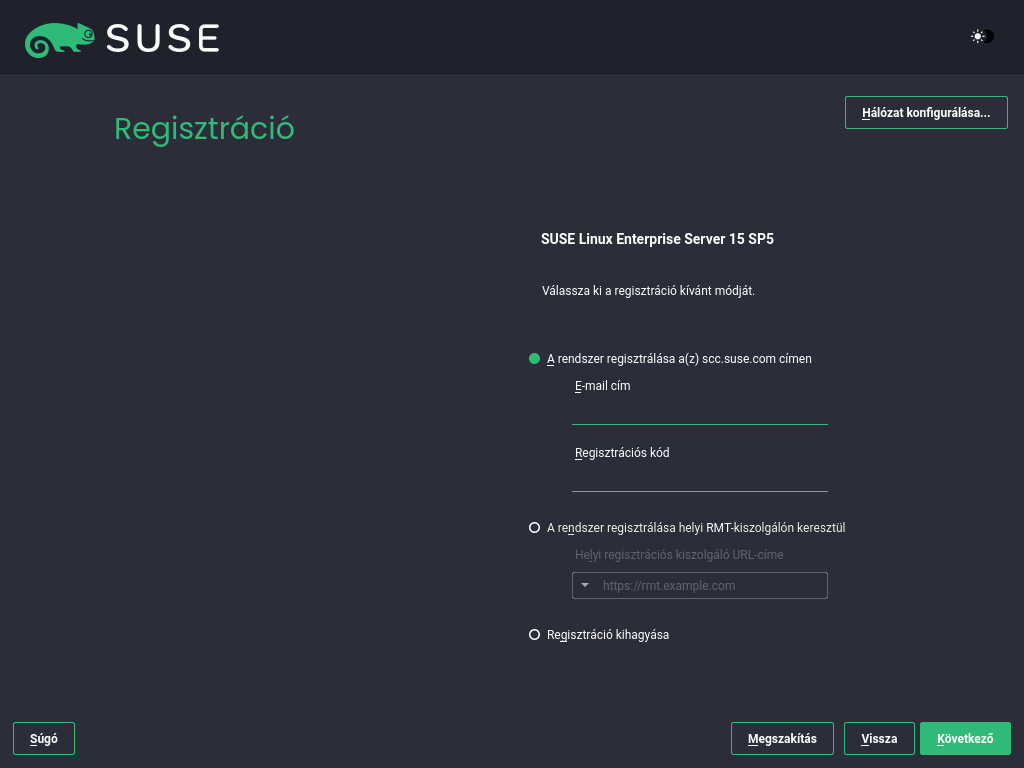 SUSE
Hálózat konfigurálása...
Regisztráció
SUSE Linux Enterprise Server 15 SP5
Válassza ki a regisztráció kívánt módját.
A rendszer regisztrálása a(z) scc.suse.com címen
E-mail cím
Regisztrációs kód
A rendszer regisztrálása helyi RMT-kiszolgálón keresztül
Helyi regisztrációs kiszolgáló URL-címe
https://rmt.example.com
Regisztráció kihagyása
Súgó
Megszakítás
Vissza
Következő